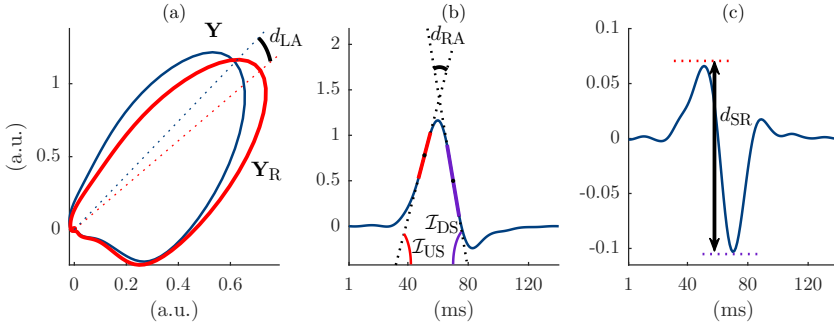 (a)
Y
d_LA
Y_R
1
0.5
0
0
0.2
0.4
0.6
(a.u.)
(a.u.)
(b)
d_RA
2
1.5
1
0.5
0
I_DS
I_US
1
40
80
120
(ms)
(c)
d_SR
0.1
0.05
0
-0.05
-0.1
1
40
80
120
(ms)